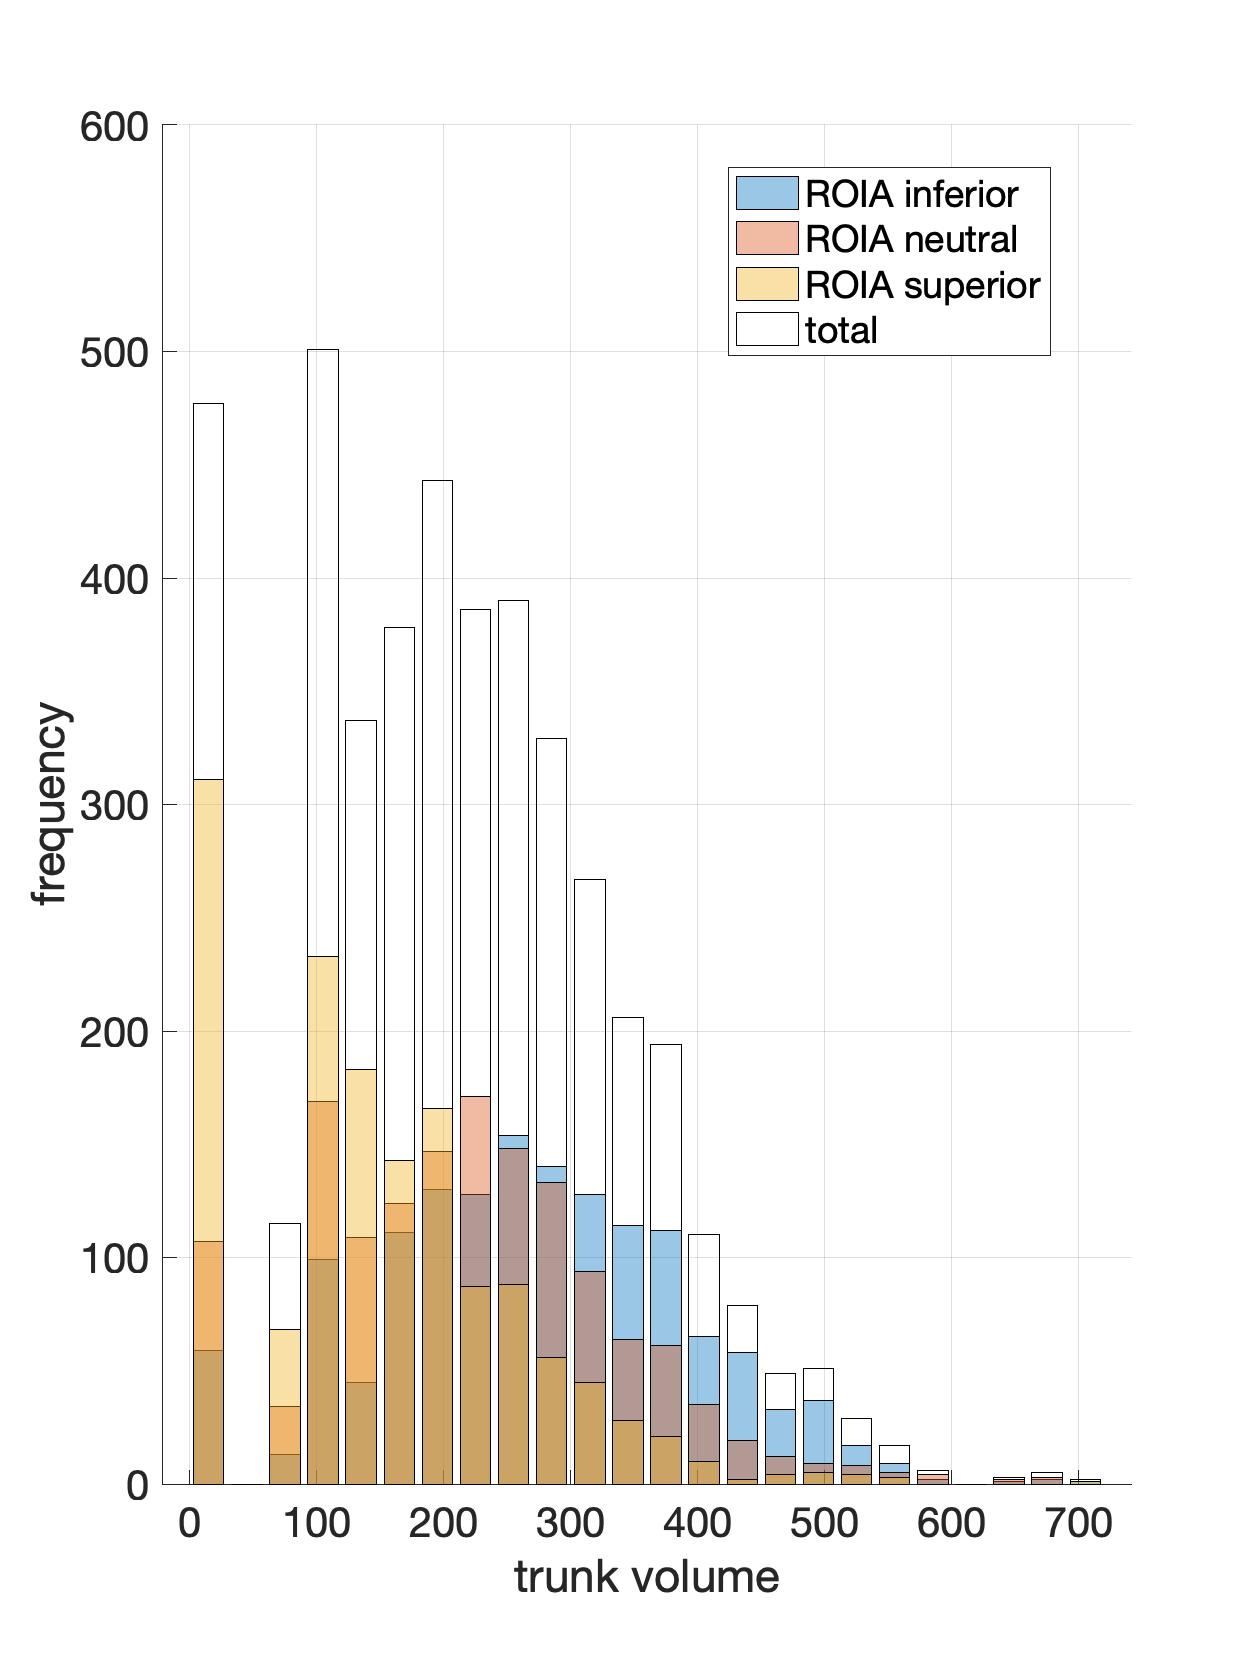 600
500
400
300
200
100
0
frequency
ROIA inferior
ROIA neutral
ROIA superior
total
0 100 200 300 400 500 600 700
trunk volume